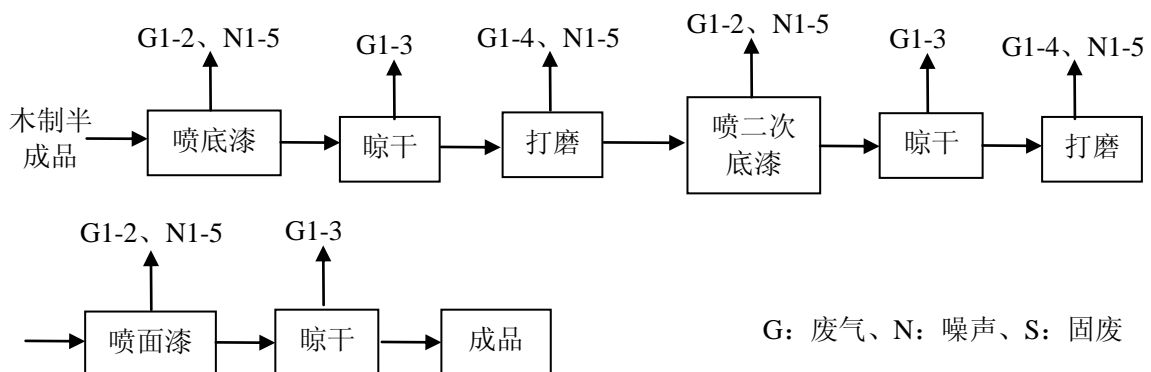 G1-2、N1-5
G1-3
G1-4、N1-5
G1-2、N1-5
G1-3
G1-4、N1-5
木制半
成品
喷底漆
晾干
打磨
喷二次
底漆
晾干
打磨
G1-2、N1-5
G1-3
喷面漆
晾干
成品
G：废气、N：噪声、S：固废